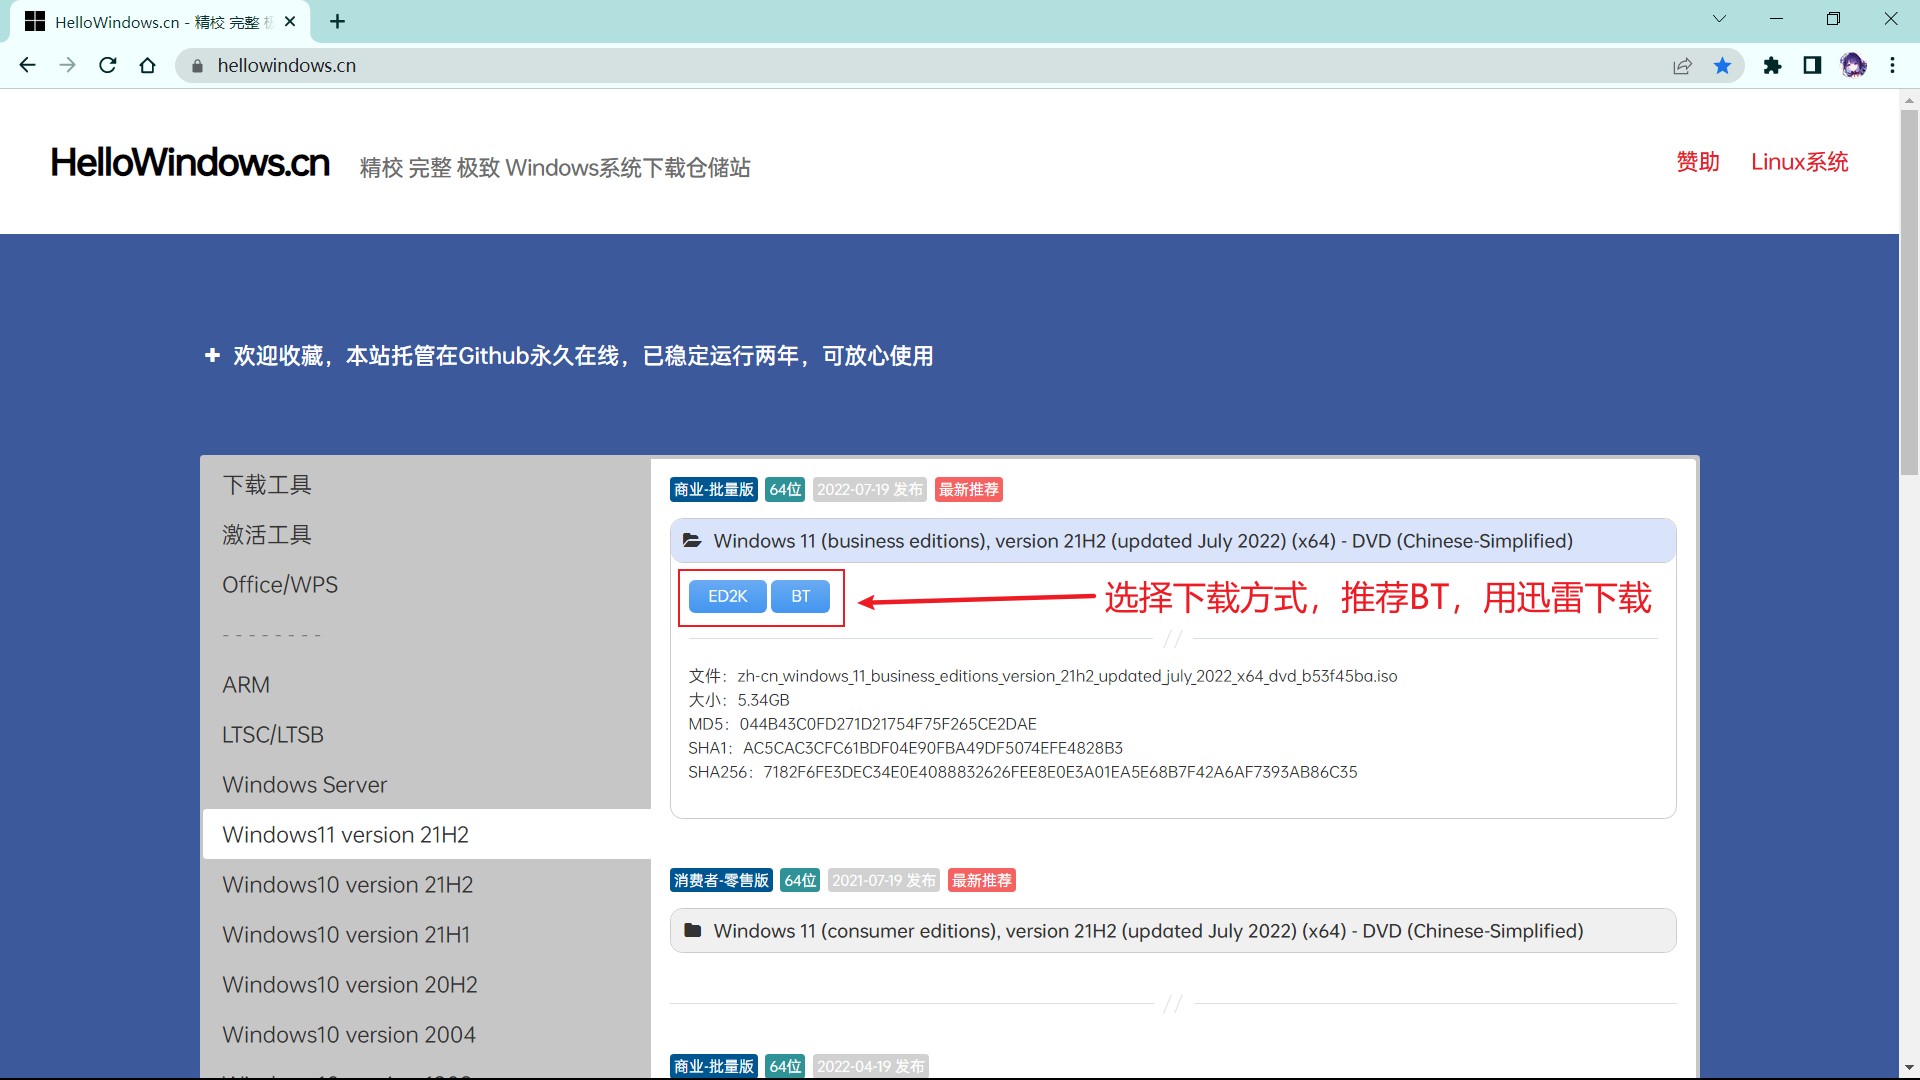 HelloWindows.cn - 精校 完整
hellowindows.cn
HelloWindows.cn 精校 完整 极致 Windows系统下载仓储站
赞助 Linux系统
欢迎收藏，本站托管在Github永久在线，已稳定运行两年，可放心使用
下载工具
激活工具
Office/WPS
- - - - - - - -
ARM
LTSC/LTSB
Windows Server
Windows11 version 21H2
Windows10 version 21H2
Windows10 version 21H1
Windows10 version 20H2
Windows10 version 2004
商业-批量版 64位 2022-07-19 发布 最新推荐
Windows 11 (business editions), version 21H2 (updated July 2022) (x64) - DVD (Chinese-Simplified)
ED2K BT 选择下载方式，推荐BT，用迅雷下载
//
文件：zh-cn_windows_11_business_editions_version_21h2_updated_july_2022_x64_dvd_b53f45ba.iso
大小：5.34GB
MD5：044B43C0FD271D21754F75F265CE2DAE
SHA1：AC5CAC3CFC61BDF04E90FBA49DF5074EFE4828B3
SHA256：7182F6FE3DEC34E0E4088832626FEE8E0E3A01EA5E68B7F42A6AF7393AB86C35
消费者-零售版 64位 2021-07-19 发布 最新推荐
Windows 11 (consumer editions), version 21H2 (updated July 2022) (x64) - DVD (Chinese-Simplified)
//
商业-批量版 64位 2022-04-19 发布